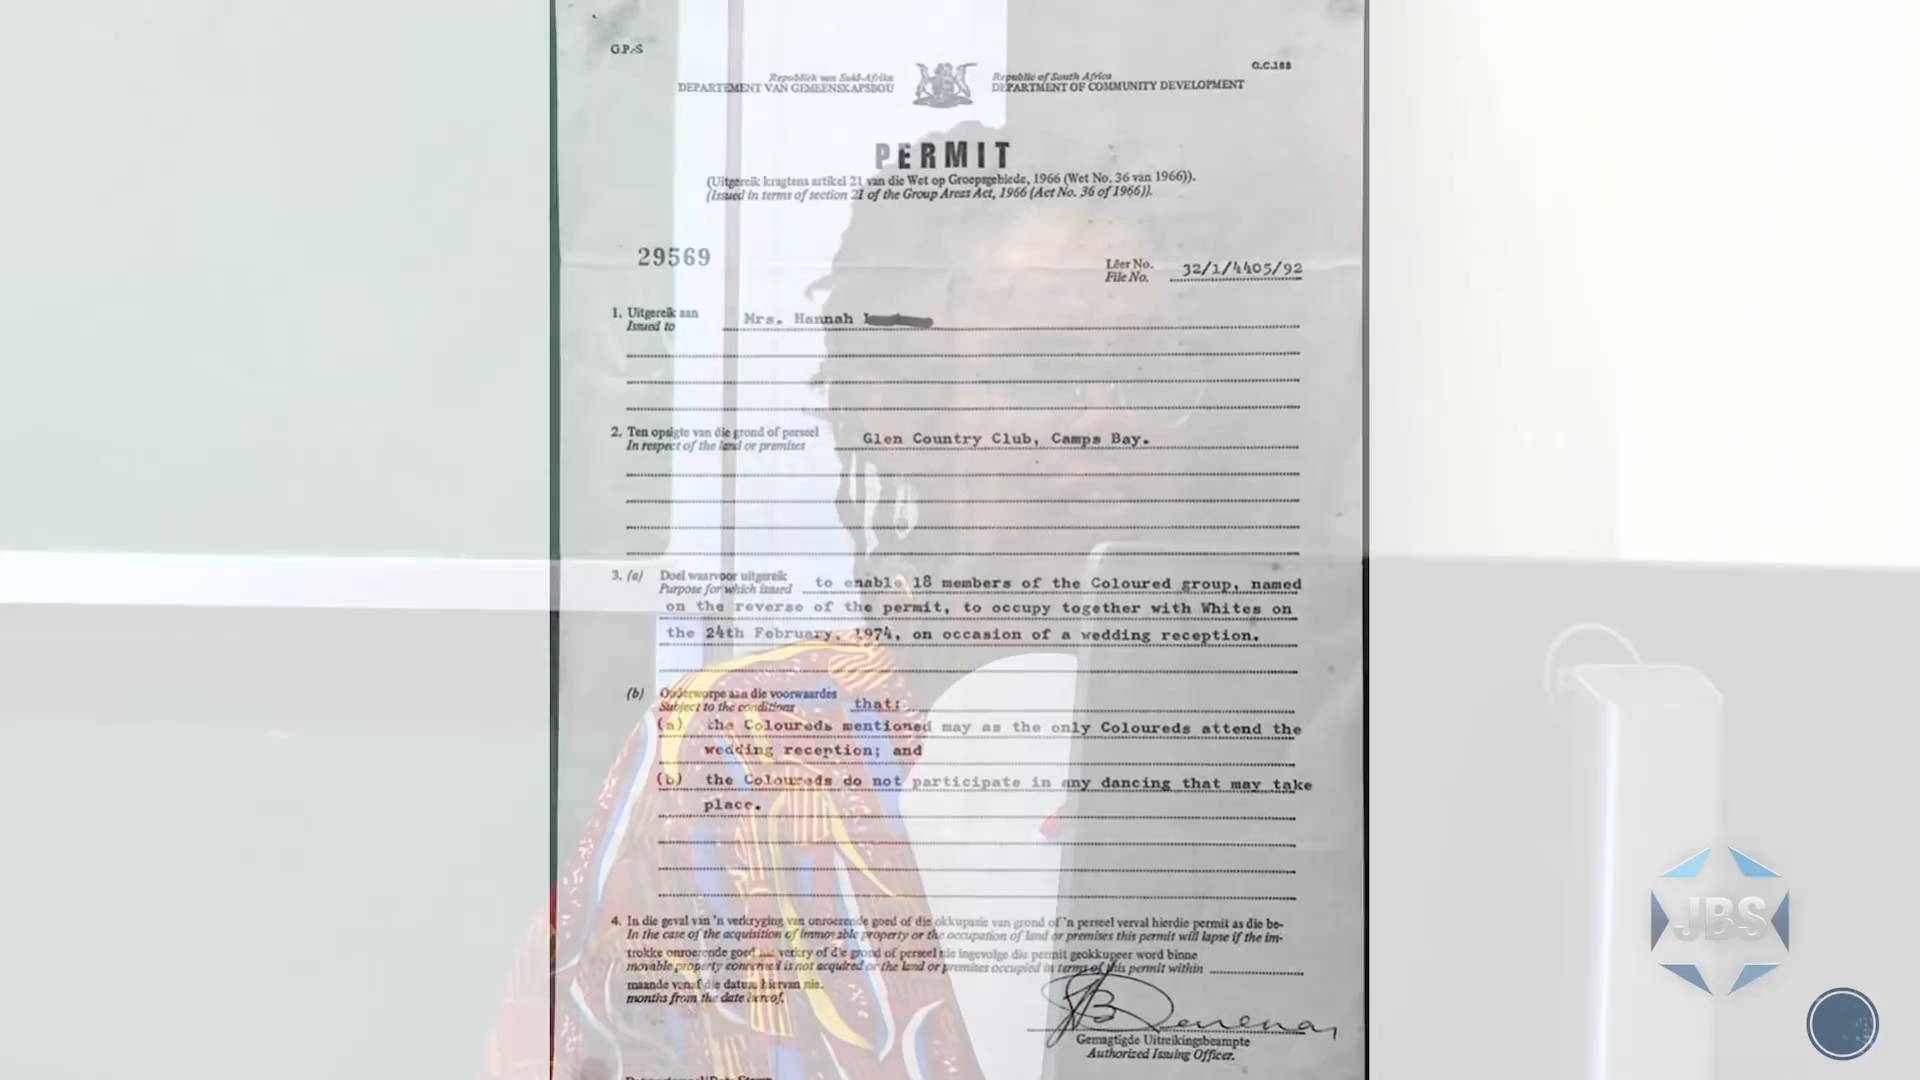 G.P.-S
G.C.188
Republiek van Suid-Afrika
DEPARTEMENT VAN GEMEENSKAPSBOU
Republic of South Africa
DEPARTMENT OF COMMUNITY DEVELOPMENT
PERMIT
(Uitgereik kragtens artikel 21 van die Wet op Groepsgebiede, 1966 (Wet No. 36 van 1966)).
(Issued in terms of section 21 of the Group Areas Act, 1966 (Act No. 36 of 1966)).
29569
Lêer No.
File No. 32/1/4405/92
1. Uitgereik aan
Issued to Mrs. Hannah
2. Ten opsigte van die grond of perseel
In respect of the land or premises Glen Country Club, Camps Bay.
3. (a) Doel waarvoor uitgereik
Purpose for which issued to enable 18 members of the Coloured group, named
on the reverse of the permit, to occupy together with Whites on
the 24th February, 1974, on occasion of a wedding reception.
(b) Onderworpe aan die voorwaardes
Subject to the conditions that:
(a) the Coloureds mentioned may as the only Coloureds attend the
wedding reception; and
(b) the Coloureds do not participate in any dancing that may take
place.
4. In die geval van 'n verkryging van onroerende goed of die okkupasie van grond of 'n perseel verval hierdie permit as die be-
In the case of the acquisition of immovable property or the occupation of land or premises this permit will lapse if the im-
trokke onroerende goed nie verkry of die grond of perseel nie ingevolge die permit geokkupeer word binne
movable property concerned is not acquired or the land or premises occupied in terms of this permit within
maande vanaf die datum hiervan nie.
months from the date hereof.
Gemagtigde Uitreikingsbeampte
Authorized Issuing Officer.
JBS